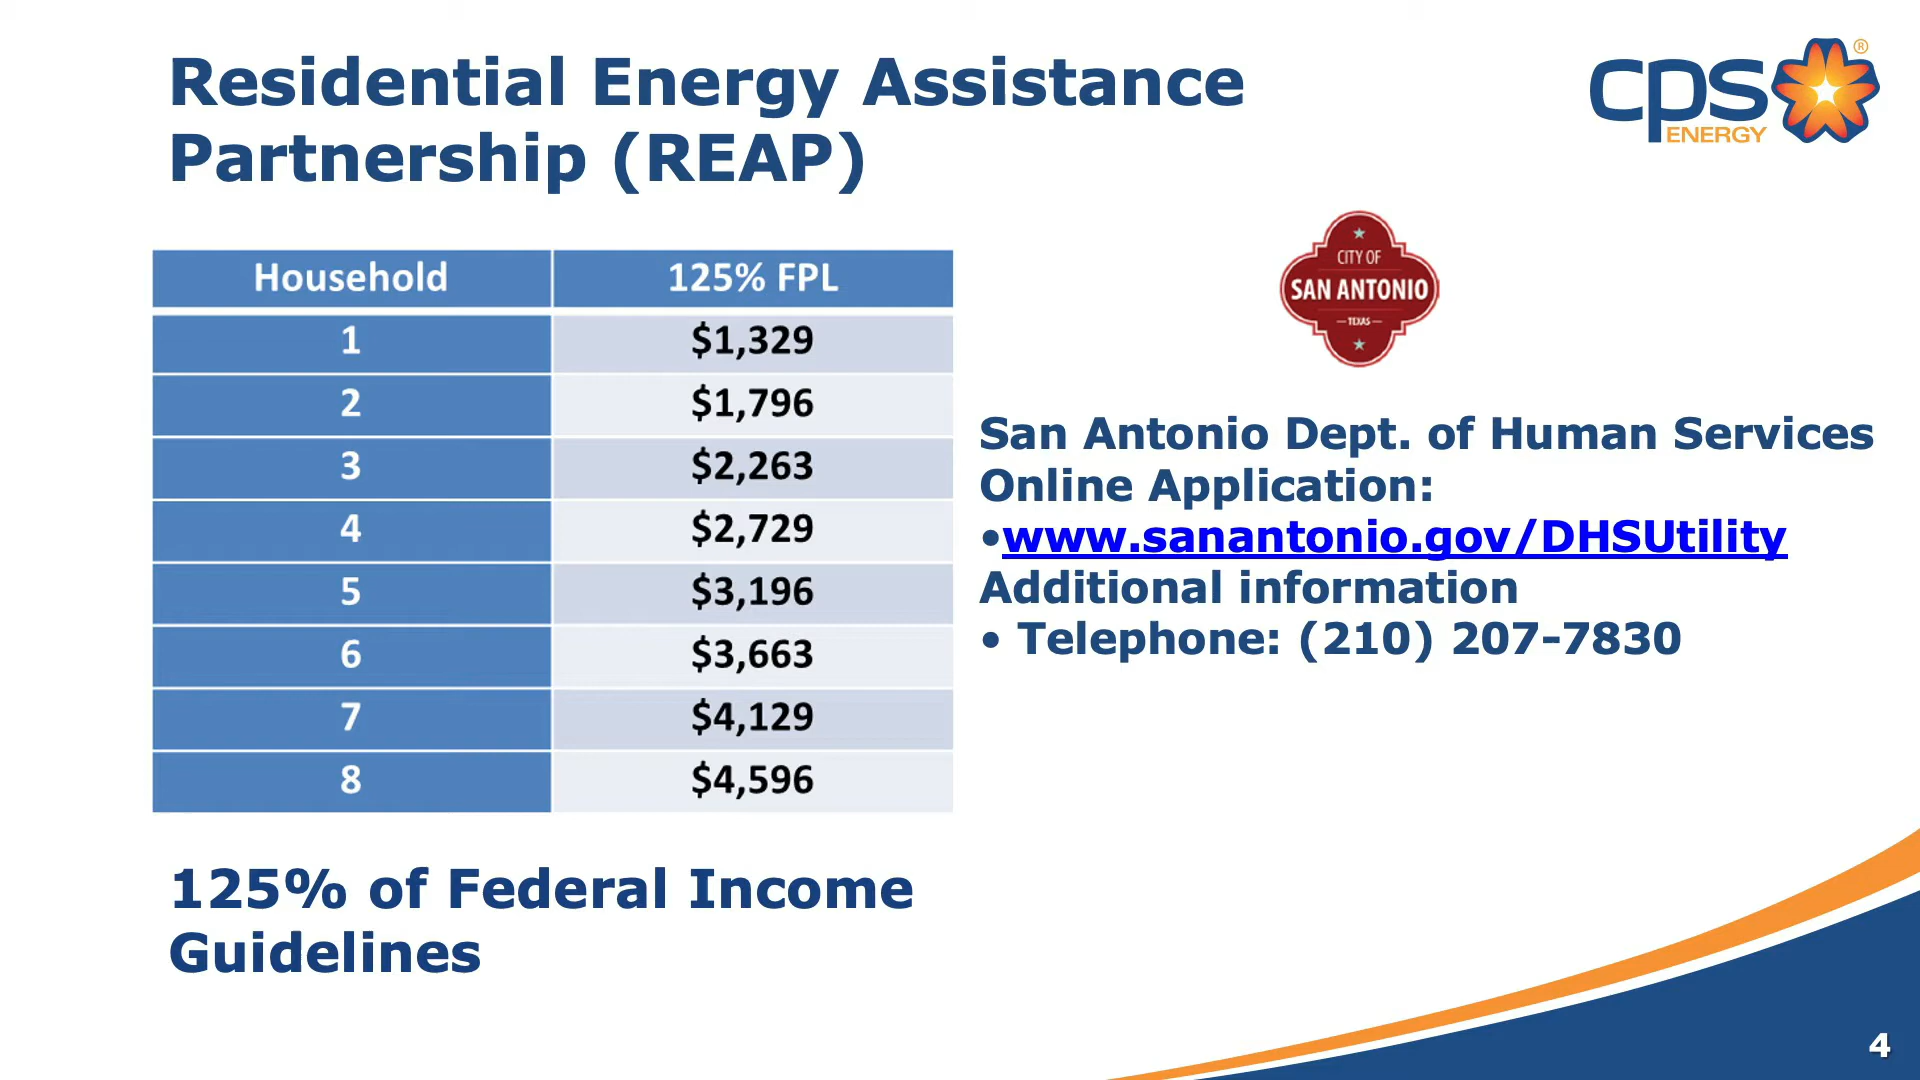 Residential Energy Assistance
Partnership (REAP)
cps
ENERGY
®
Household 125% FPL
1 $1,329
2 $1,796
3 $2,263
4 $2,729
5 $3,196
6 $3,663
7 $4,129
8 $4,596
CITY OF
SAN ANTONIO
TEXAS
San Antonio Dept. of Human Services
Online Application:
•www.sanantonio.gov/DHSUtility
Additional information
• Telephone: (210) 207-7830
125% of Federal Income
Guidelines
4